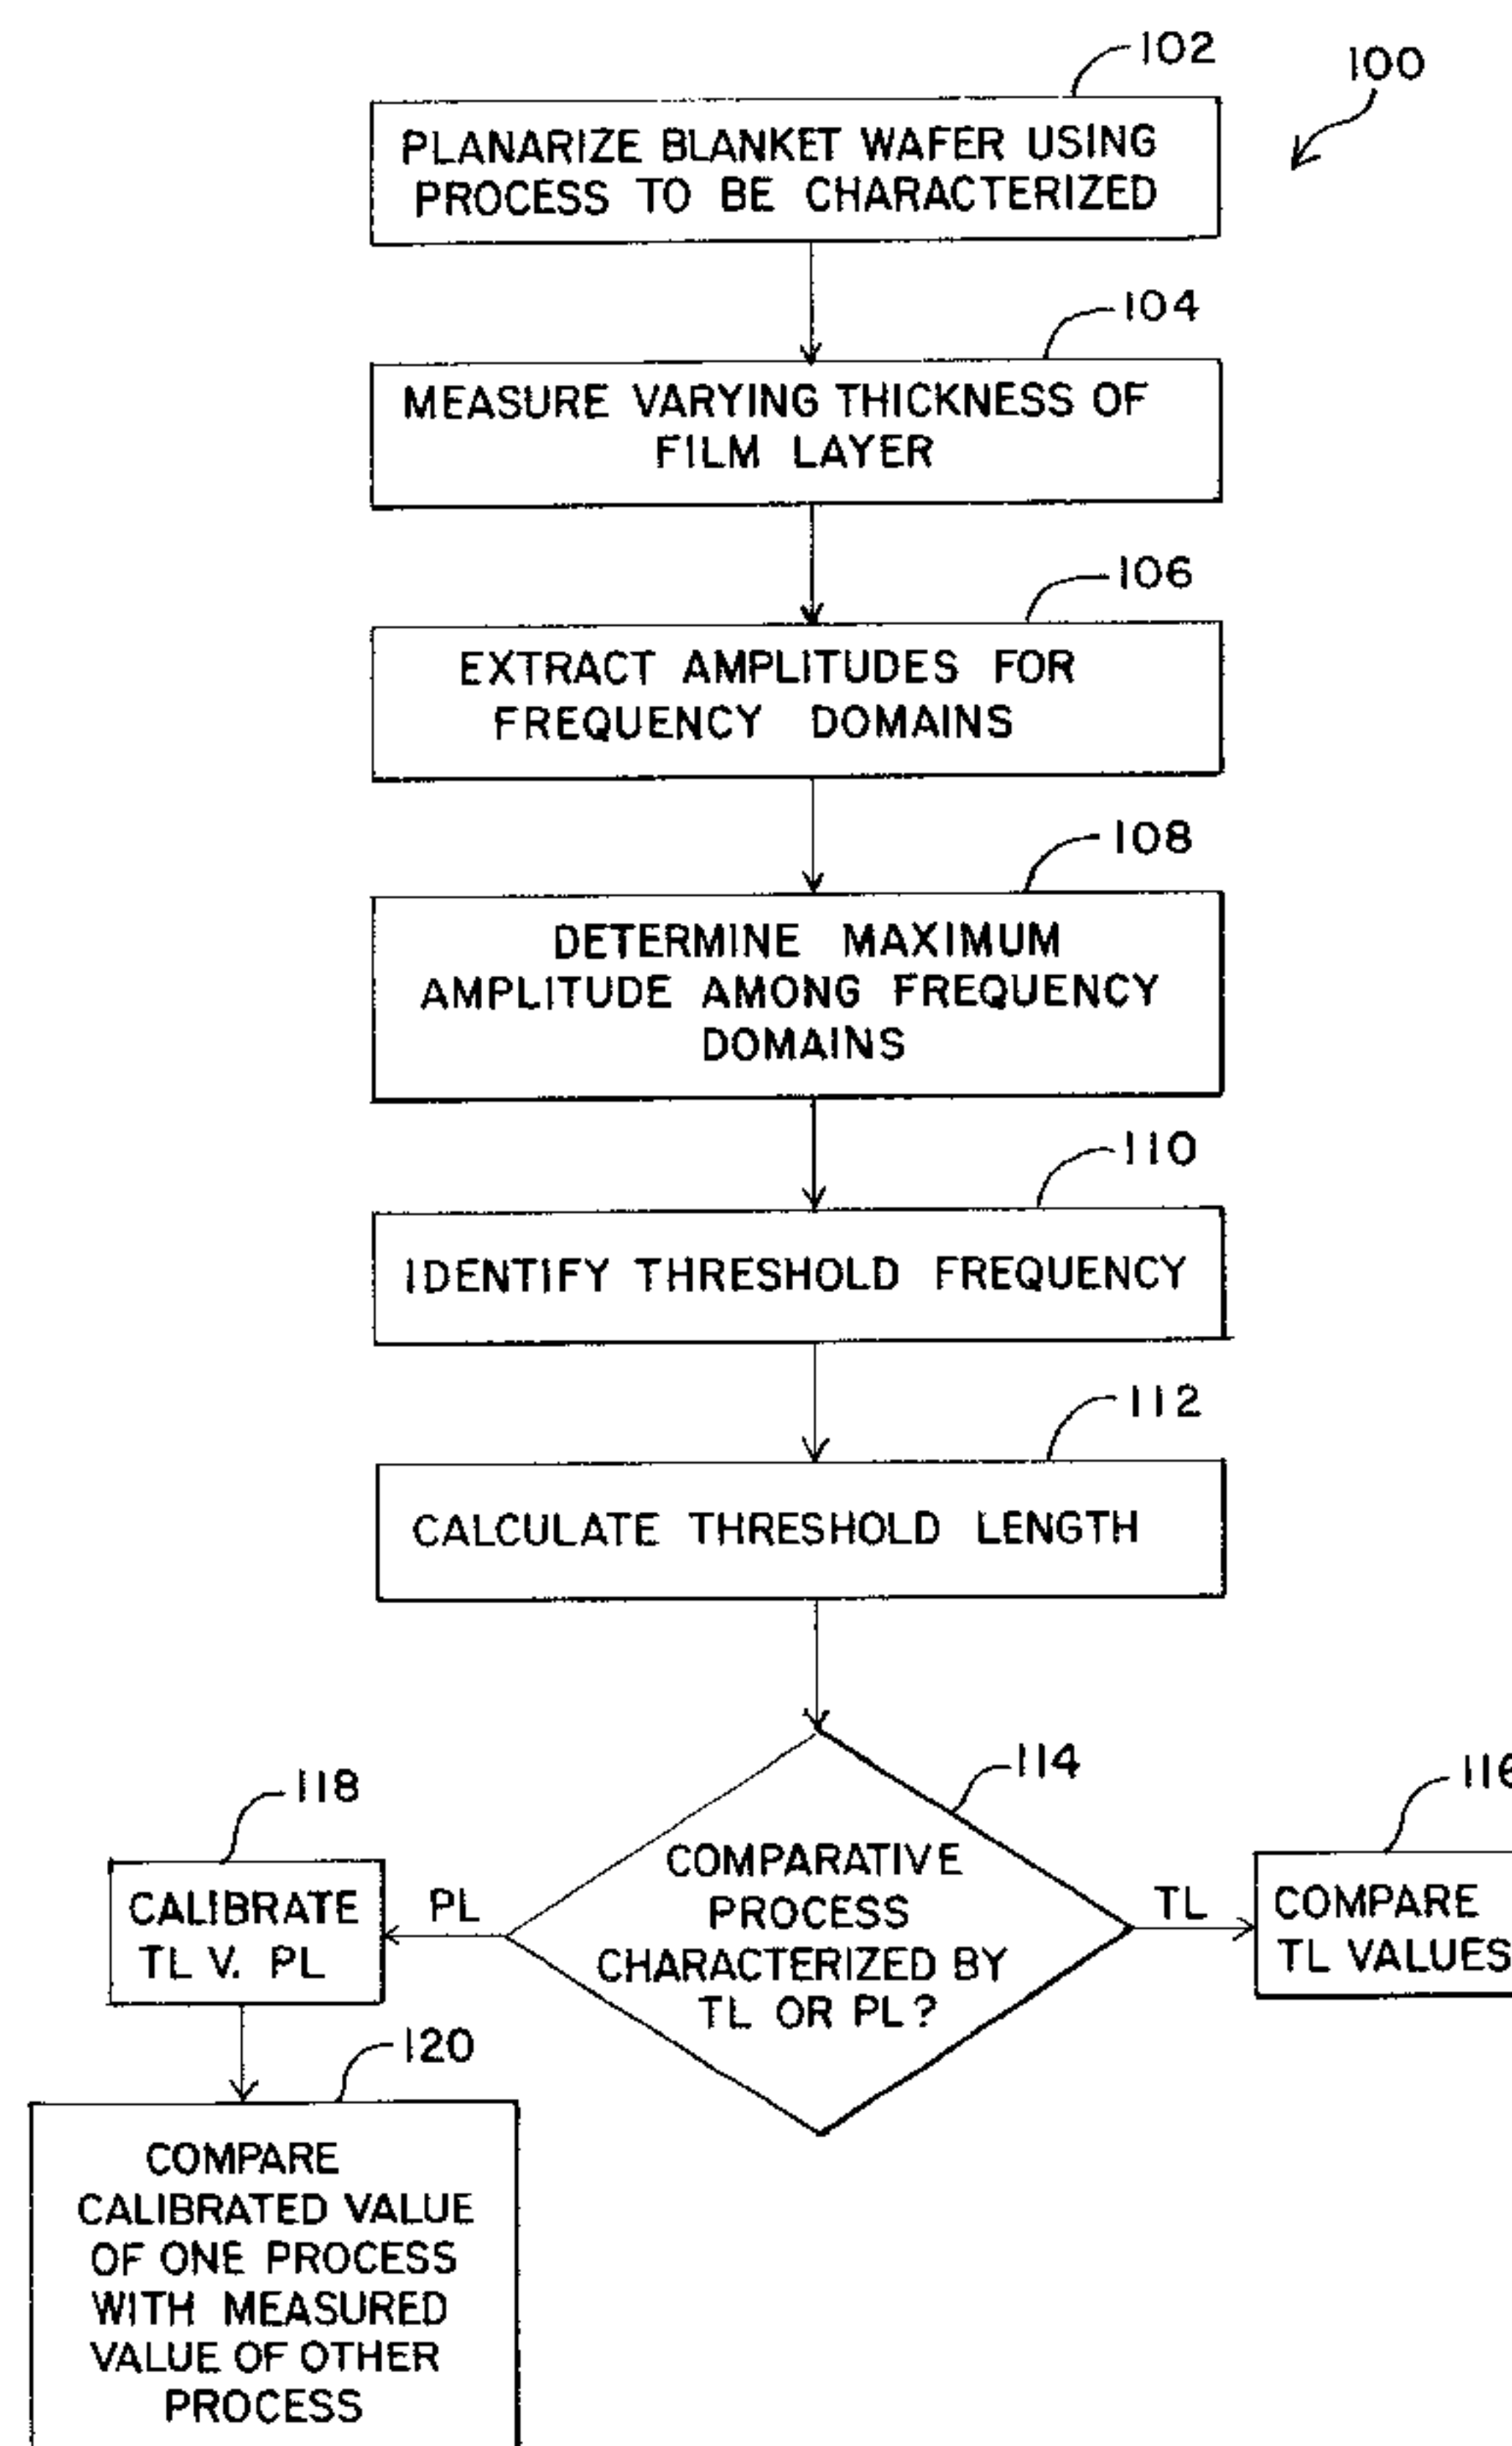 102
100
PLANARIZE BLANKET WAFER USING
PROCESS TO BE CHARACTERIZED
104
MEASURE VARYING THICKNESS OF
FILM LAYER
106
EXTRACT AMPLITUDES FOR
FREQUENCY DOMAINS
108
DETERMINE MAXIMUM
AMPLITUDE AMONG FREQUENCY
DOMAINS
110
IDENTIFY THRESHOLD FREQUENCY
112
CALCULATE THRESHOLD LENGTH
114
COMPARATIVE
PROCESS
CHARACTERIZED BY
TL OR PL?
TL
116
COMPARE
TL VALUES
PL
118
CALIBRATE
TL V. PL
120
COMPARE
CALIBRATED VALUE
OF ONE PROCESS
WITH MEASURED
VALUE OF OTHER
PROCESS